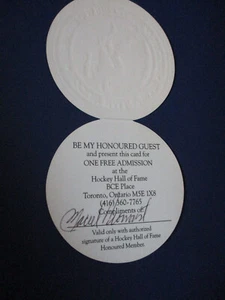 BE MY HONOURED GUEST
and present this card for
ONE FREE ADMISSION
at the
Hockey Hall of Fame
BCE Place
Toronto, Ontario M5E 1X8
(416) 360-7765
Compliments of
Marcel
Valid only with authorized
signature of a Hockey Hall of Fame
Honoured Member.